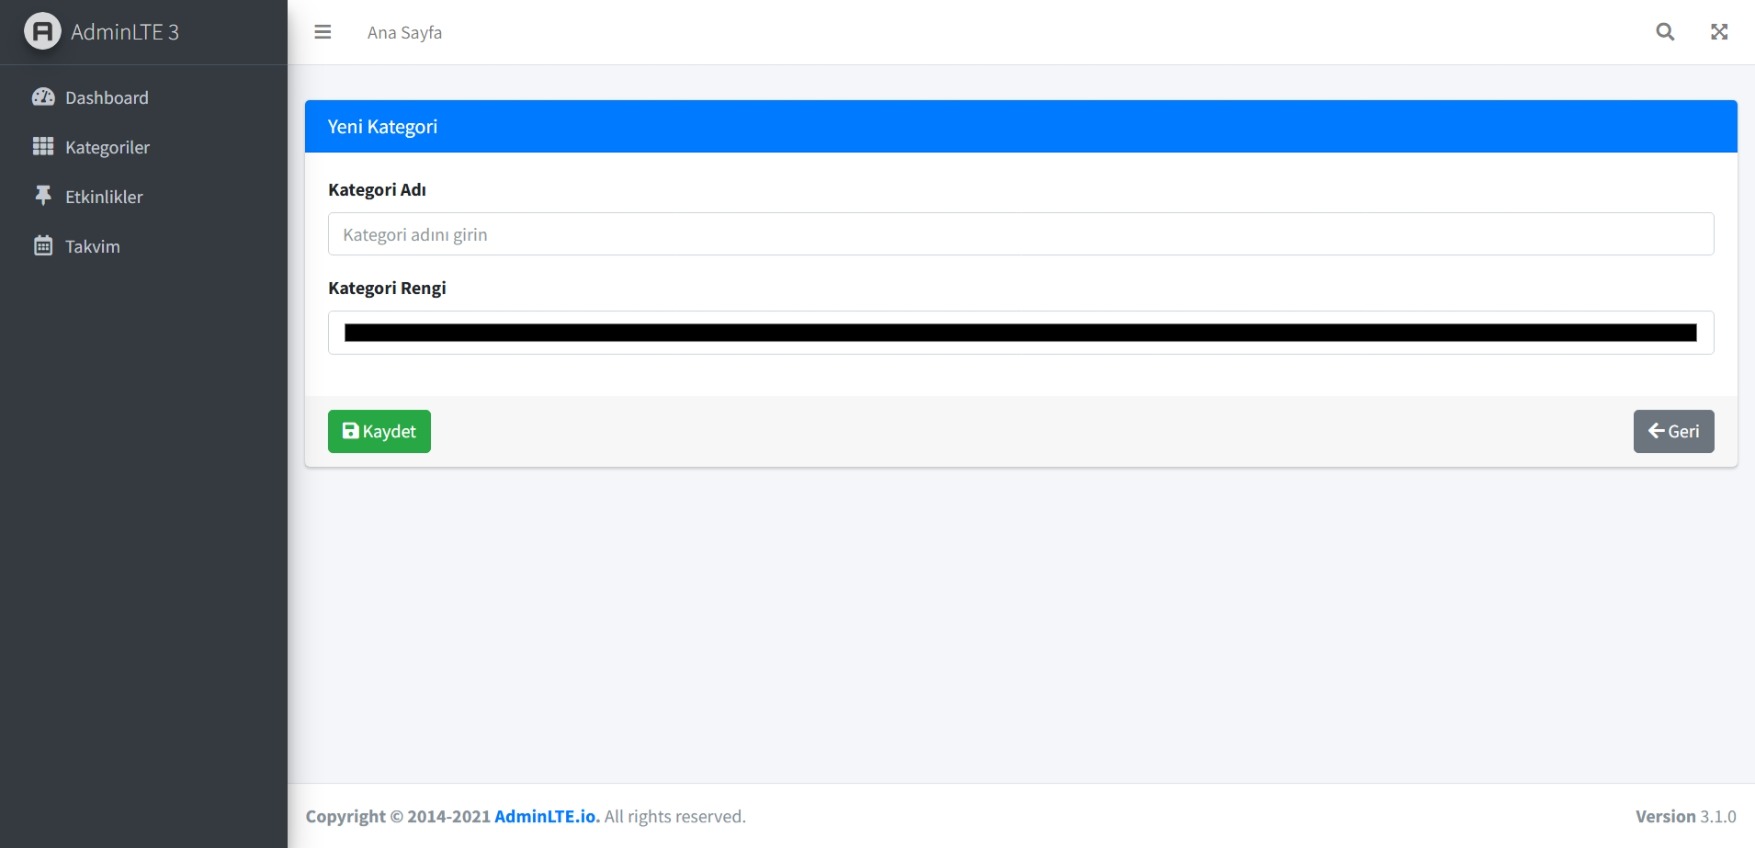 AdminLTE 3
Ana Sayfa
Dashboard
Kategoriler
Etkinlikler
Takvim
Yeni Kategori
Kategori Adı
Kategori adını girin
Kategori Rengi
Kaydet
Geri
Copyright © 2014-2021 AdminLTE.io. All rights reserved.
Version 3.1.0